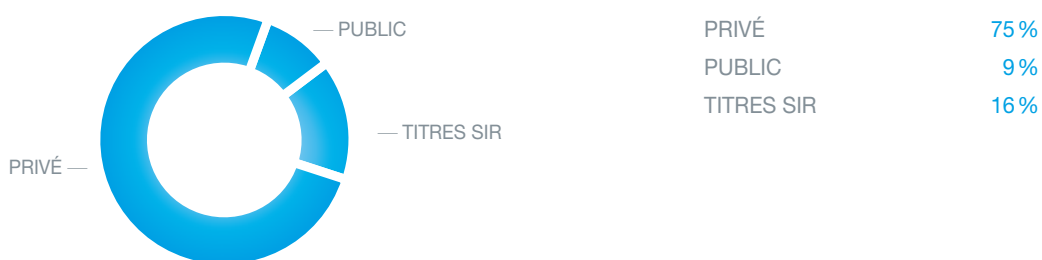 PUBLIC
TITRES SIR
PRIVÉ
PRIVÉ 75 %
PUBLIC 9 %
TITRES SIR 16 %